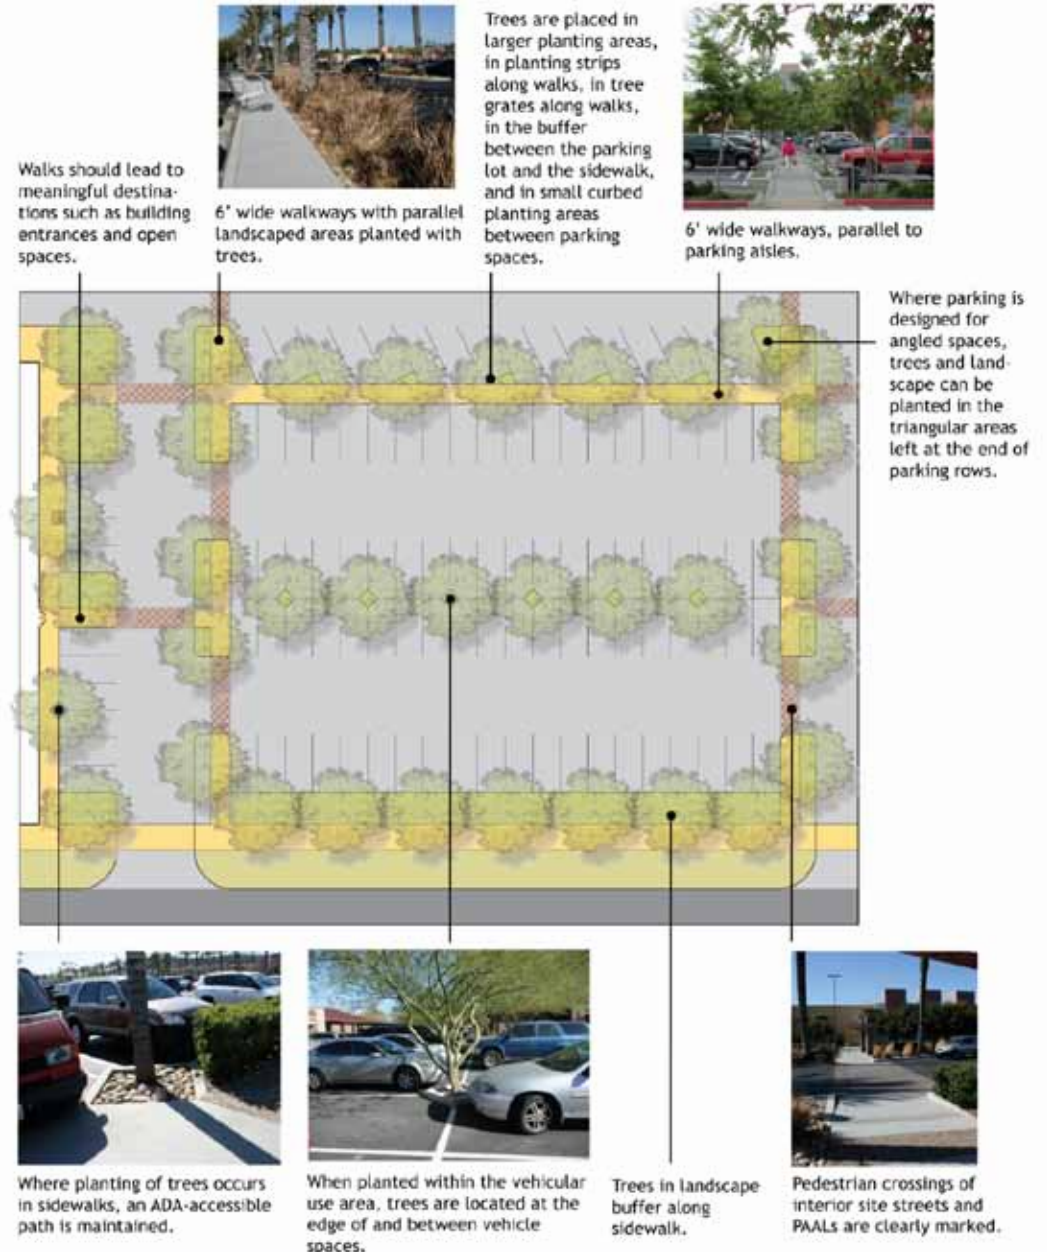 Trees are placed in
larger planting areas,
in planting strips
along walks, in tree
grates along walks,
in the buffer
between the parking
lot and the sidewalk,
and in small curbed
planting areas
between parking
spaces.
Walks should lead to
meaningful destina-
tions such as building
entrances and open
spaces.
6' wide walkways with parallel
landscaped areas planted with
trees.
6' wide walkways, parallel to
parking aisles.
Where parking is
designed for
angled spaces,
trees and land-
scape can be
planted in the
triangular areas
left at the end of
parking rows.
Where planting of trees occurs
in sidewalks, an ADA-accessible
path is maintained.
When planted within the vehicular
use area, trees are located at the
edge of and between vehicle
spaces.
Trees in landscape
buffer along
sidewalk.
Pedestrian crossings of
interior site streets and
PAALs are clearly marked.